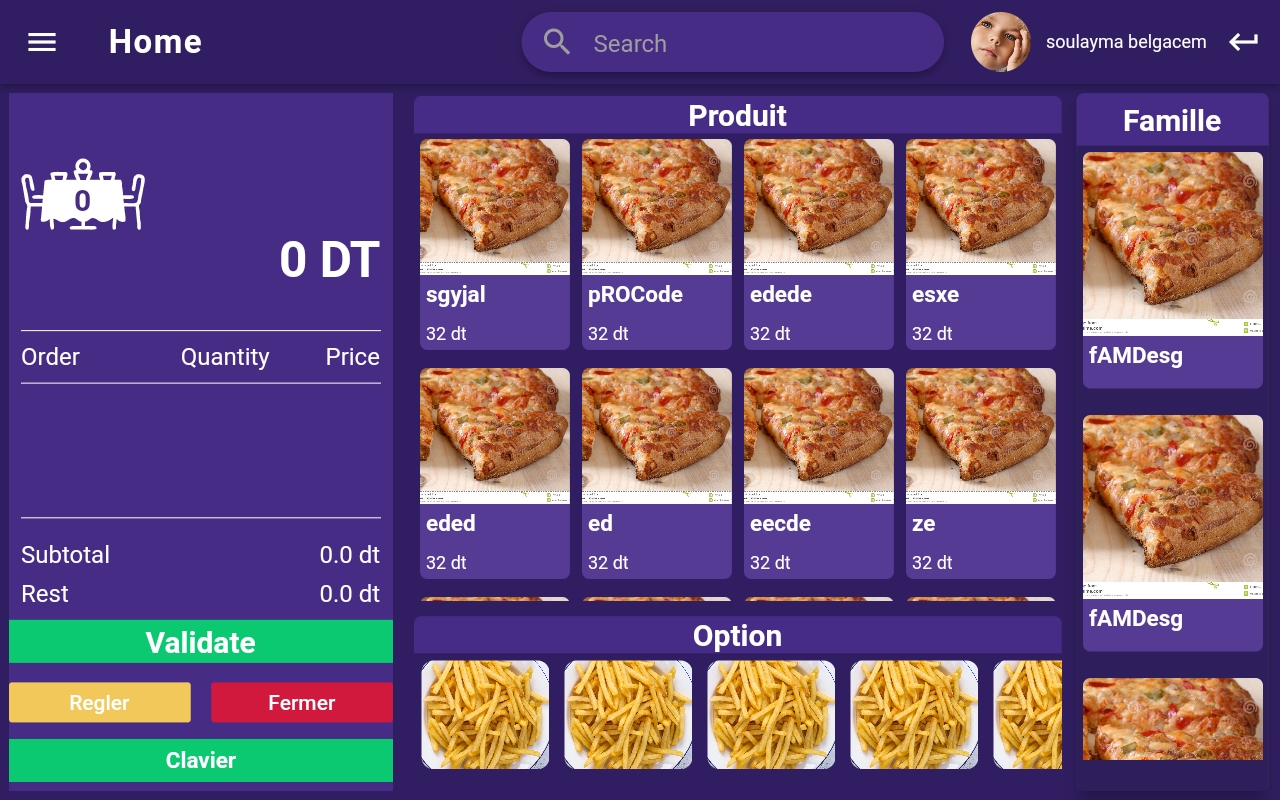 Home
Search
soulayma belgacem
0
0 DT
Order Quantity Price
Subtotal 0.0 dt
Rest 0.0 dt
Validate
Regler Fermer
Clavier
Produit
sgyjal pROCode edede esxe
32 dt 32 dt 32 dt 32 dt
eded ed eecde ze
32 dt 32 dt 32 dt 32 dt
Option
Famille
fAMDesg
fAMDesg